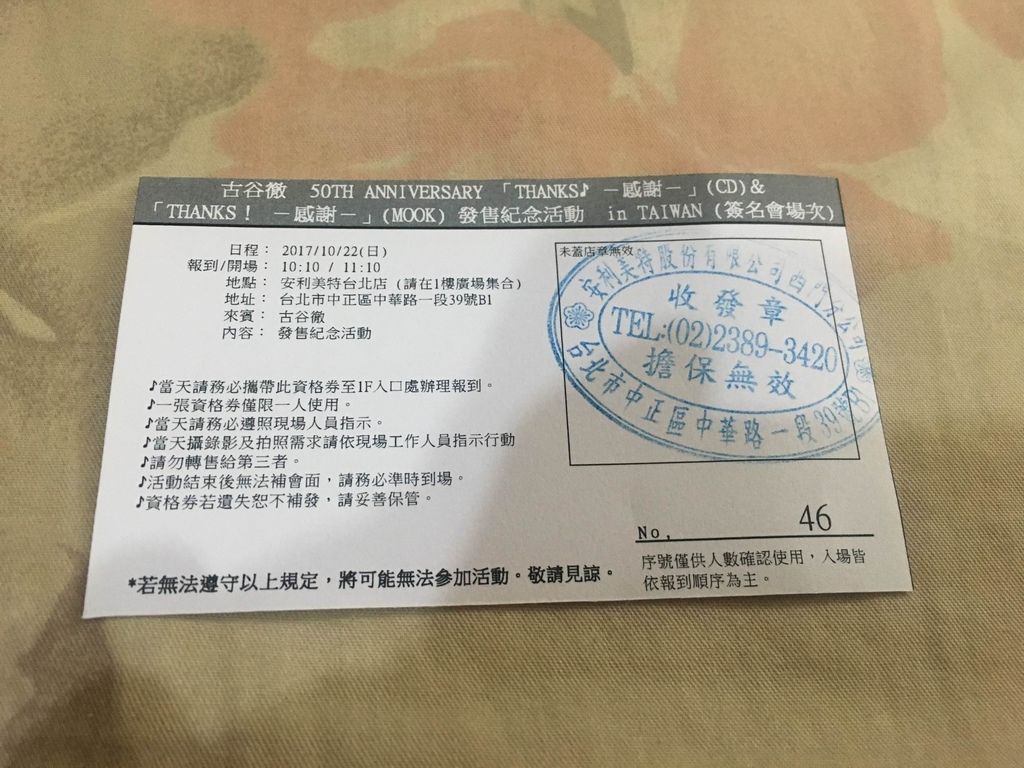 古谷徹 50TH ANNIVERSARY 「THANKS♪ －感謝－」(CD)&
「THANKS! －感謝－」(MOOK) 發售紀念活動 in TAIWAN (簽名會場次)
日程： 2017/10/22(日)
報到/開場： 10:10 / 11:10
地點： 安利美特台北店 (請在1樓廣場集合)
地址： 台北市中正區中華路一段39號B1
來賓： 古谷徹
內容： 發售紀念活動
♪當天請務必攜帶此資格券至1F入口處辦理報到。
♪一張資格券僅限一人使用。
♪當天請務必遵照現場人員指示。
♪當天攝錄影及拍照需求請依現場工作人員指示行動
♪請勿轉售給第三者。
♪活動結束後無法補會面，請務必準時到場。
♪資格券若遺失恕不補發，請妥善保管。
*若無法遵守以上規定，將可能無法參加活動。敬請見諒。
未蓋店章無效
安利美特股份有限公司西門分公司
收發章
TEL:(02)2389-3420
擔保無效
台北市中正區中華路一段39號B1
No. 46
序號僅供人數確認使用，入場皆
依報到順序為主。